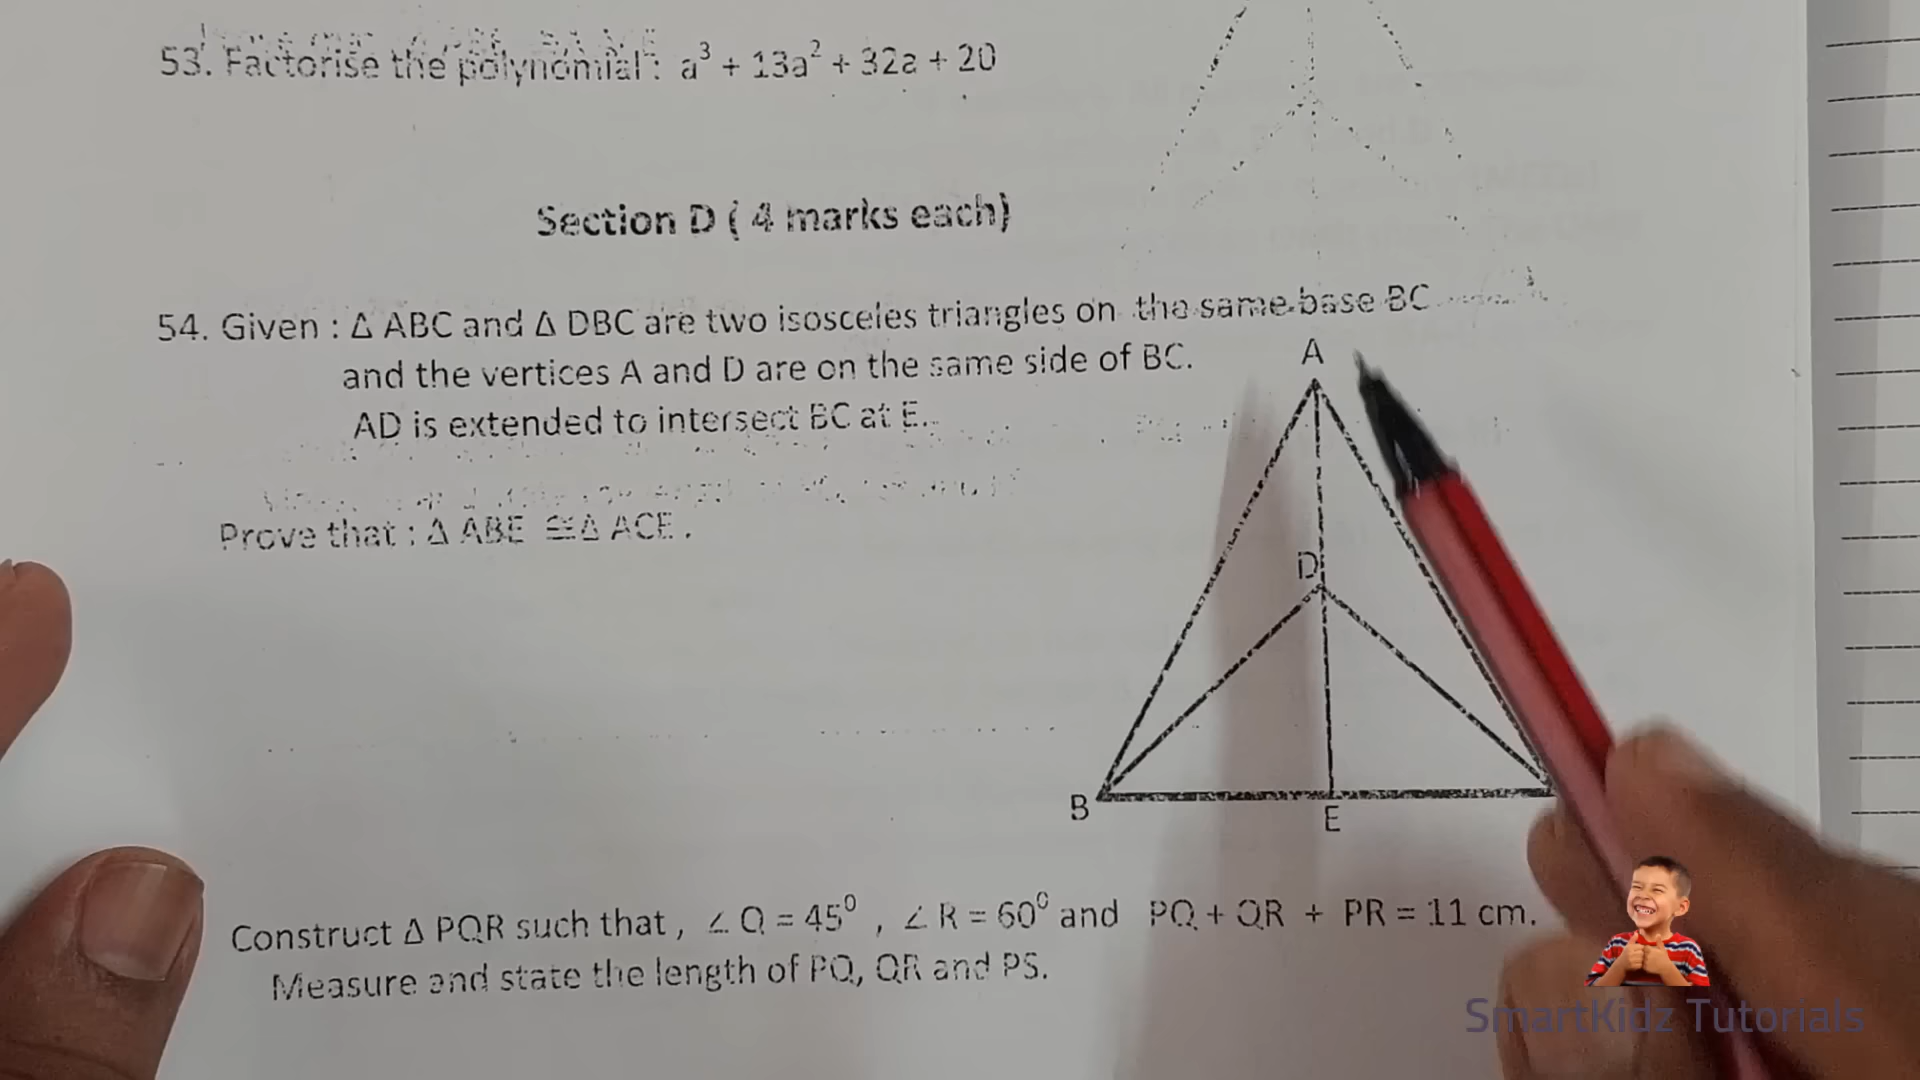 53. Factorise the polynomial : a³ + 13a² + 32a + 20
Section D ( 4 marks each)
54. Given : Δ ABC and Δ DBC are two isosceles triangles on the same base BC
and the vertices A and D are on the same side of BC.
AD is extended to intersect BC at E.
A
Prove that : Δ ABE ≅ Δ ACE .
D
B
E
Construct Δ PQR such that , ∠ Q = 45⁰ , ∠ R = 60⁰ and PQ + QR + PR = 11 cm.
Measure and state the length of PQ, QR and PS.
SmartKidz Tutorials